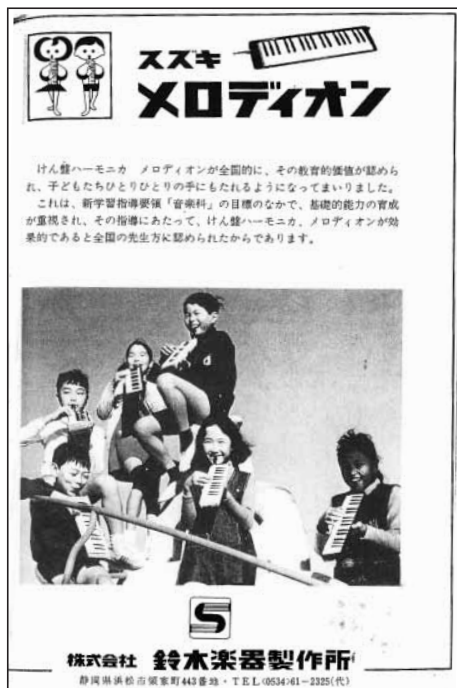 スズキ
メロディオン
けん盤ハーモニカ メロディオンが全国的に、その教育的価値が認めら
れ、子どもたちひとりひとりの手にもたれるようになってまいりました。
これは、新学習指導要領「音楽科」の目標のなかで、基礎的能力の育成
が重視され、その指導にあたって、けん盤ハーモニカ、メロディオンが効
果的であると全国の先生方に認められたからであります。
S
株式会社 鈴木楽器製作所
静岡県浜松市領家町443番地・TEL(0534)61-2325(代)